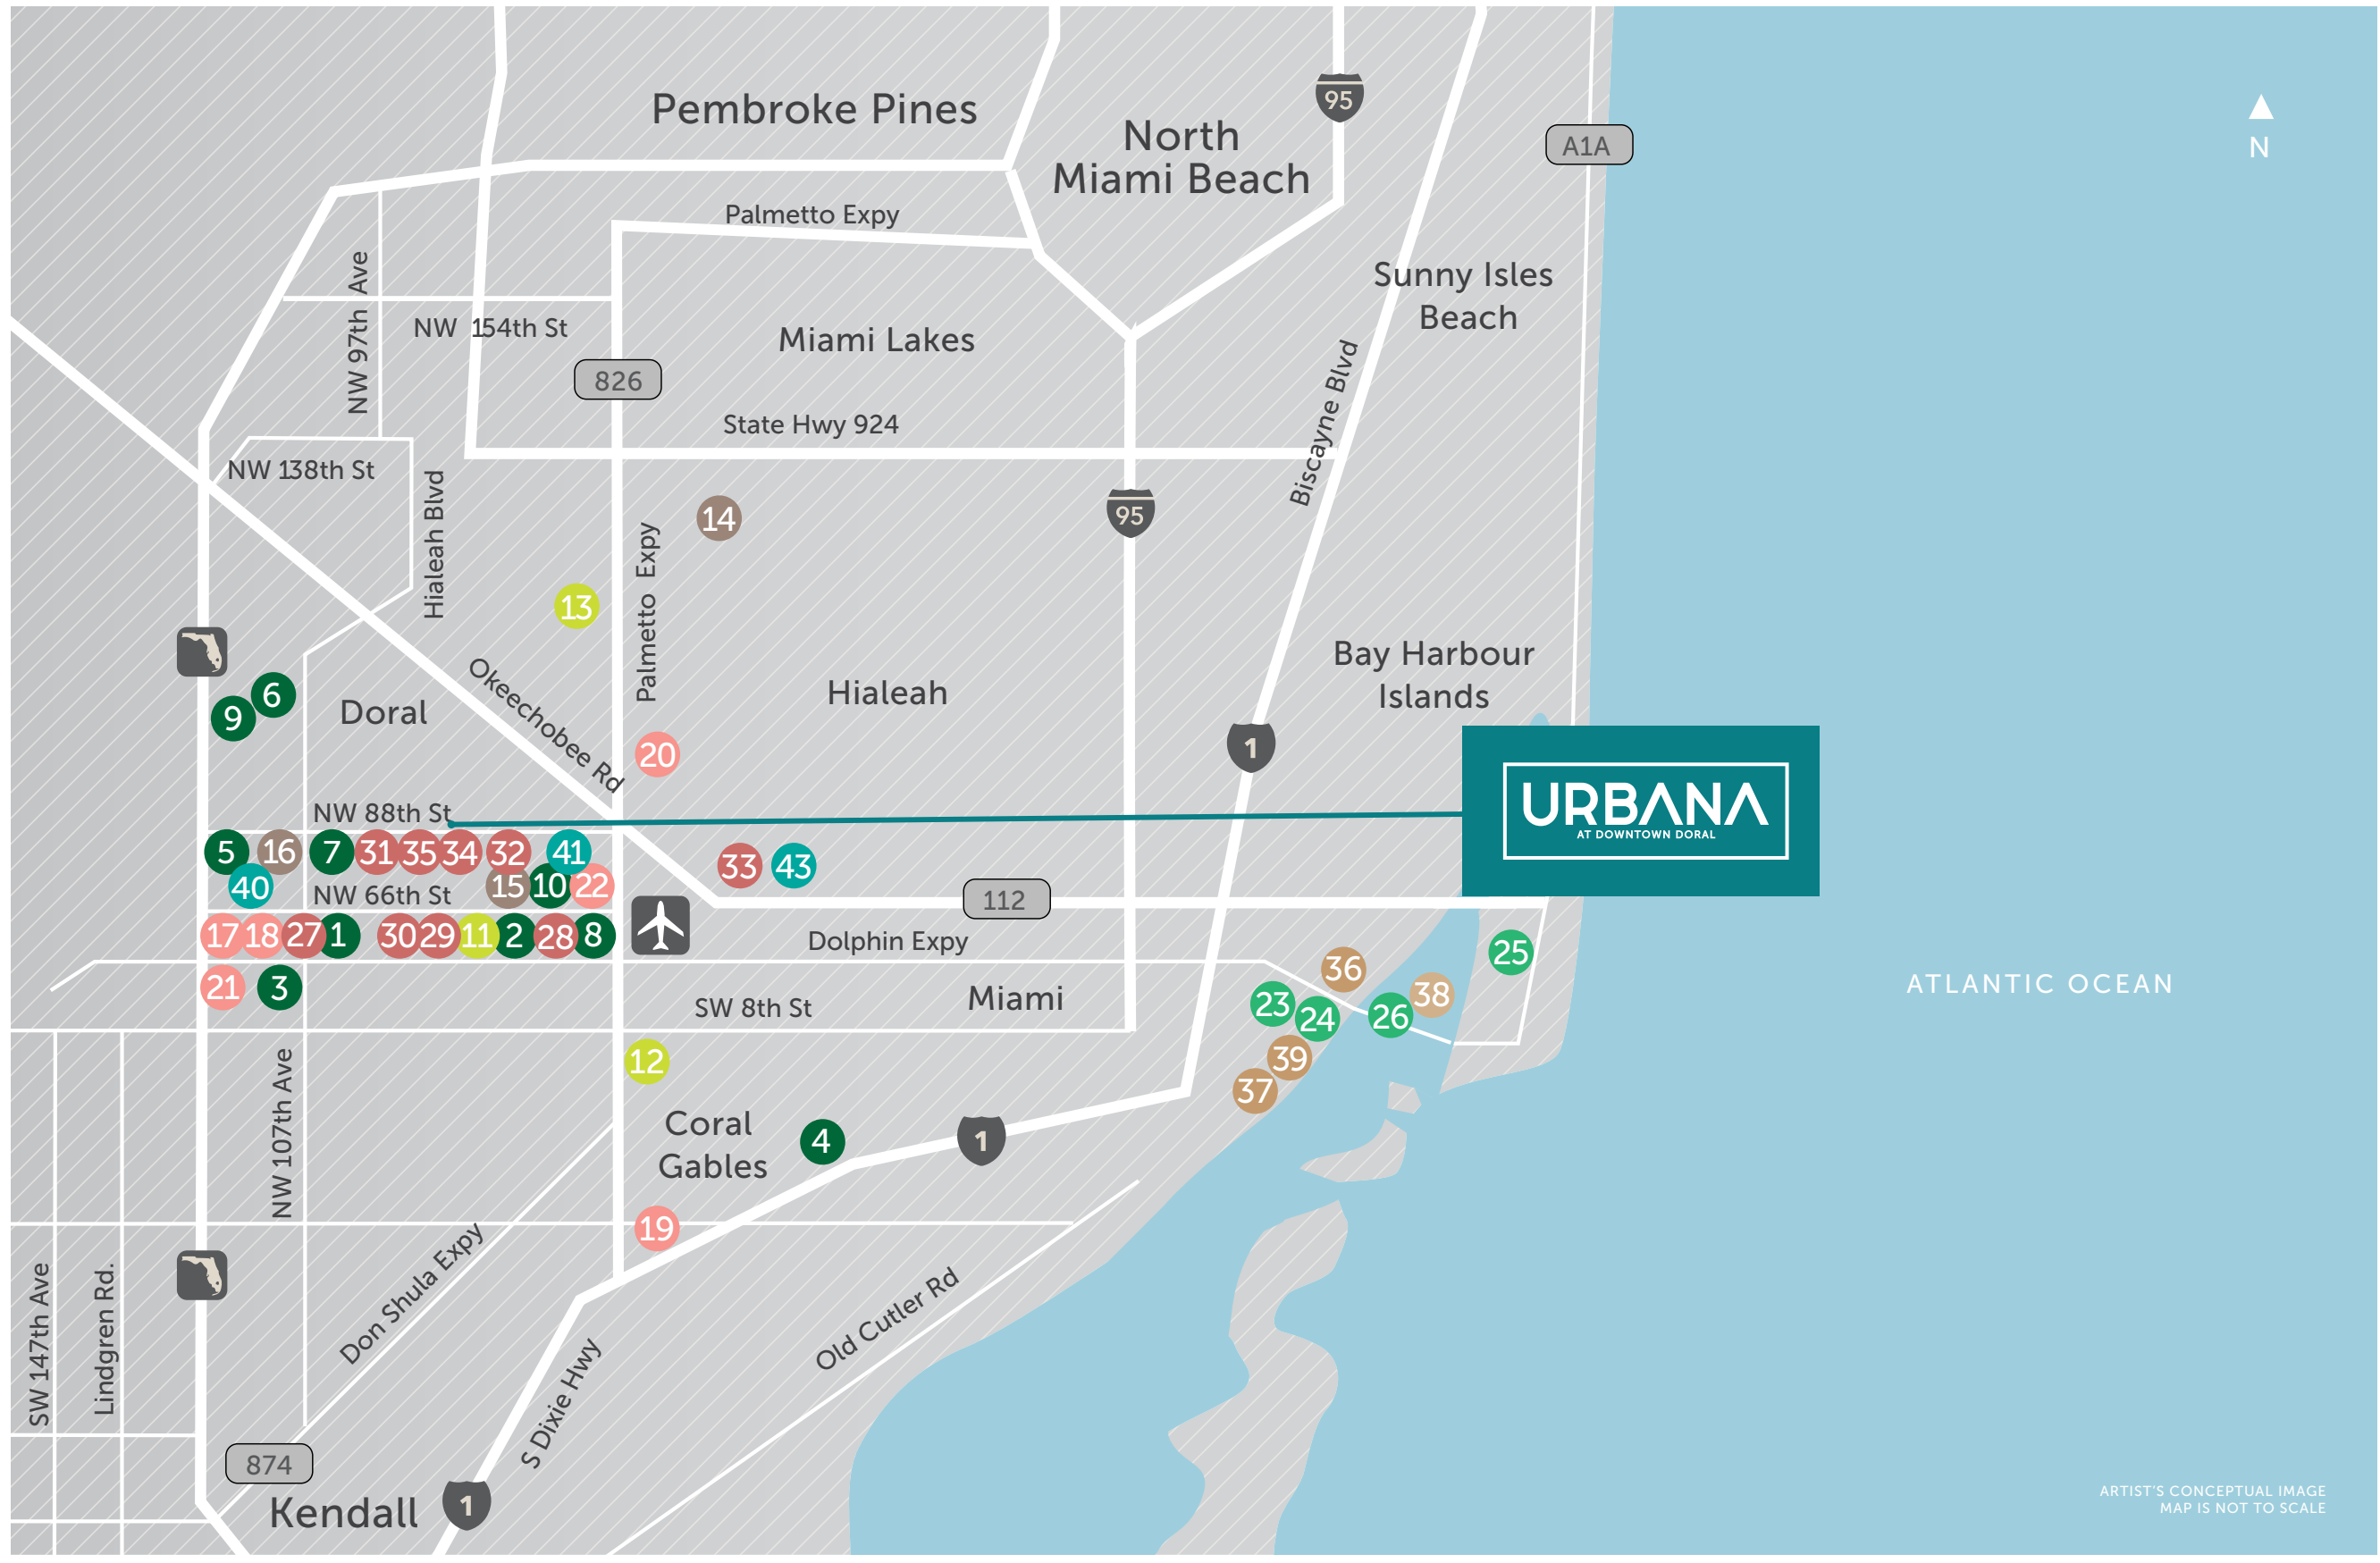 Pembroke Pines
95
North
Miami Beach
A1A
N
Palmetto Expy
Sunny Isles
Beach
NW 97th Ave
NW 154th St
Miami Lakes
826
Biscayne Blvd
State Hwy 924
NW 138th St
Hialeah Blvd
14
95
Palmetto Expy
13
Okeechobee Rd
Bay Harbour
Islands
6
9
Doral
Hialeah
20
1
URBANA
AT DOWNTOWN DORAL
NW 88th St
5 16 7 31 35 34 32 41
33 43
40
NW 66th St
15 10 22
112
17 18 27 1 30 29 11 2 28 8
Dolphin Expy
25
36
21 3
SW 8th St
Miami
23 24 26 38
ATLANTIC OCEAN
12
39
37
NW 107th Ave
Coral
Gables
4
1
19
SW 147th Ave
Lindgren Rd.
Don Shula Expy
S Dixie Hwy
Old Cutler Rd
874
Kendall
1
ARTIST'S CONCEPTUAL IMAGE
MAP IS NOT TO SCALE